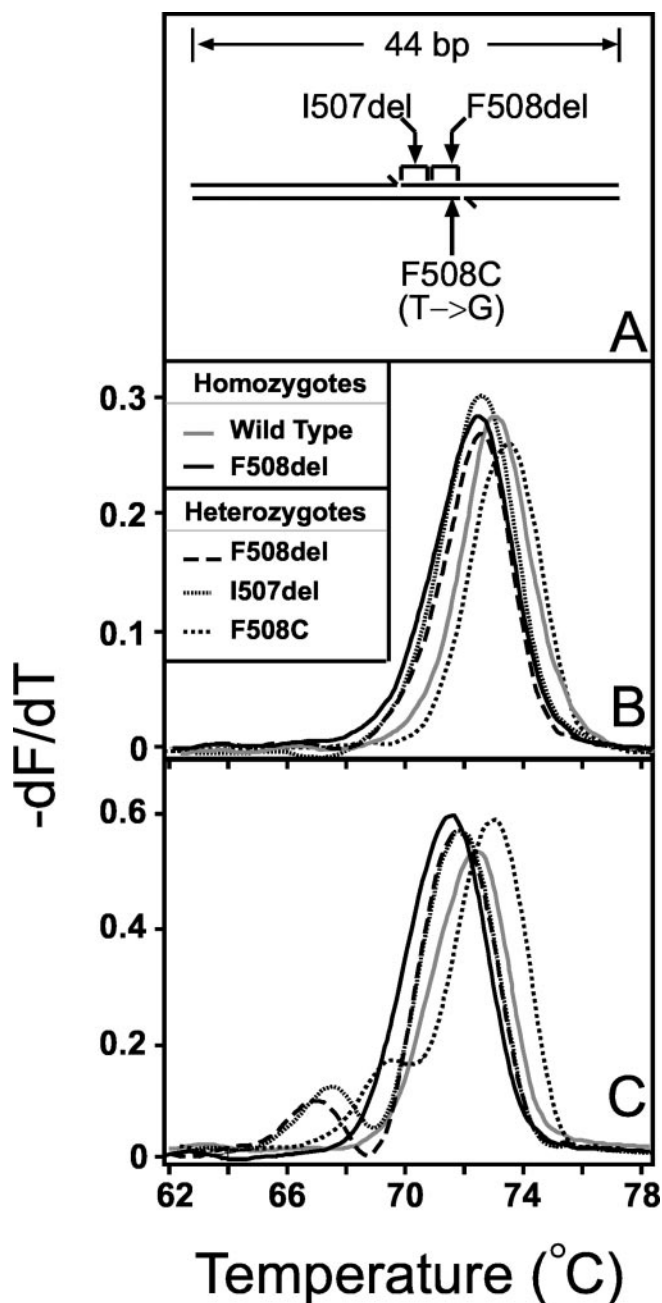 44 bp
I507del F508del
F508C
(T–>G)
A
Homozygotes
Wild Type
F508del
Heterozygotes
F508del
I507del
F508C
0.3
0.2
0.1
0
B
-dF/dT
0.6
0.4
0.2
0
C
62 66 70 74 78
Temperature (°C)